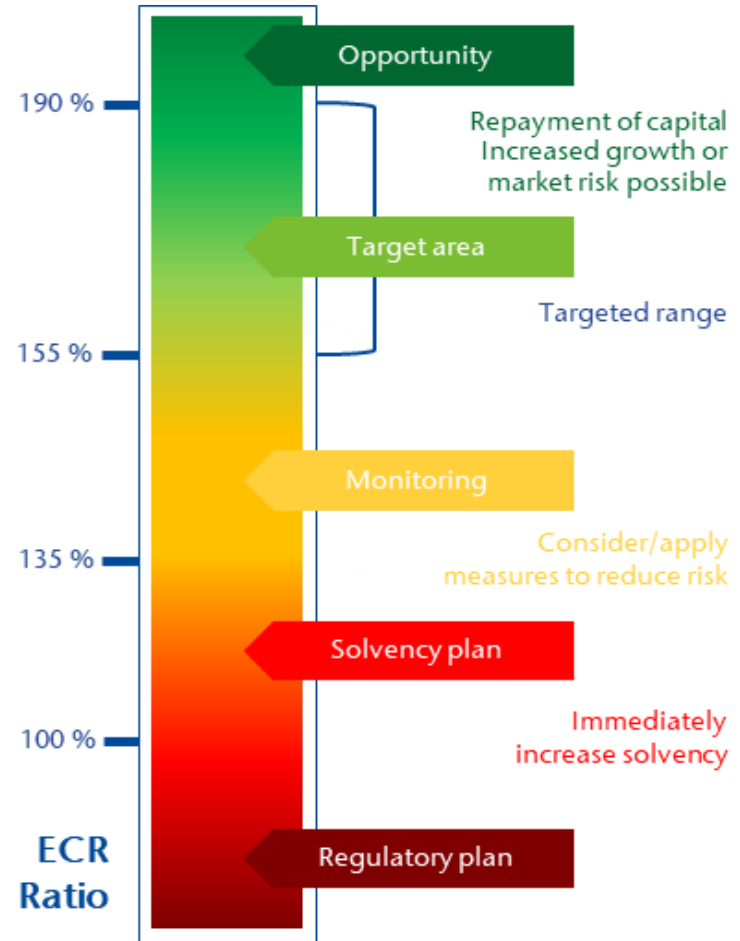 Opportunity
190 %
Repayment of capital
Increased growth or
market risk possible
Target area
Targeted range
155 %
Monitoring
Consider/apply
measures to reduce risk
135 %
Solvency plan
Immediately
increase solvency
100 %
Regulatory plan
ECR
Ratio